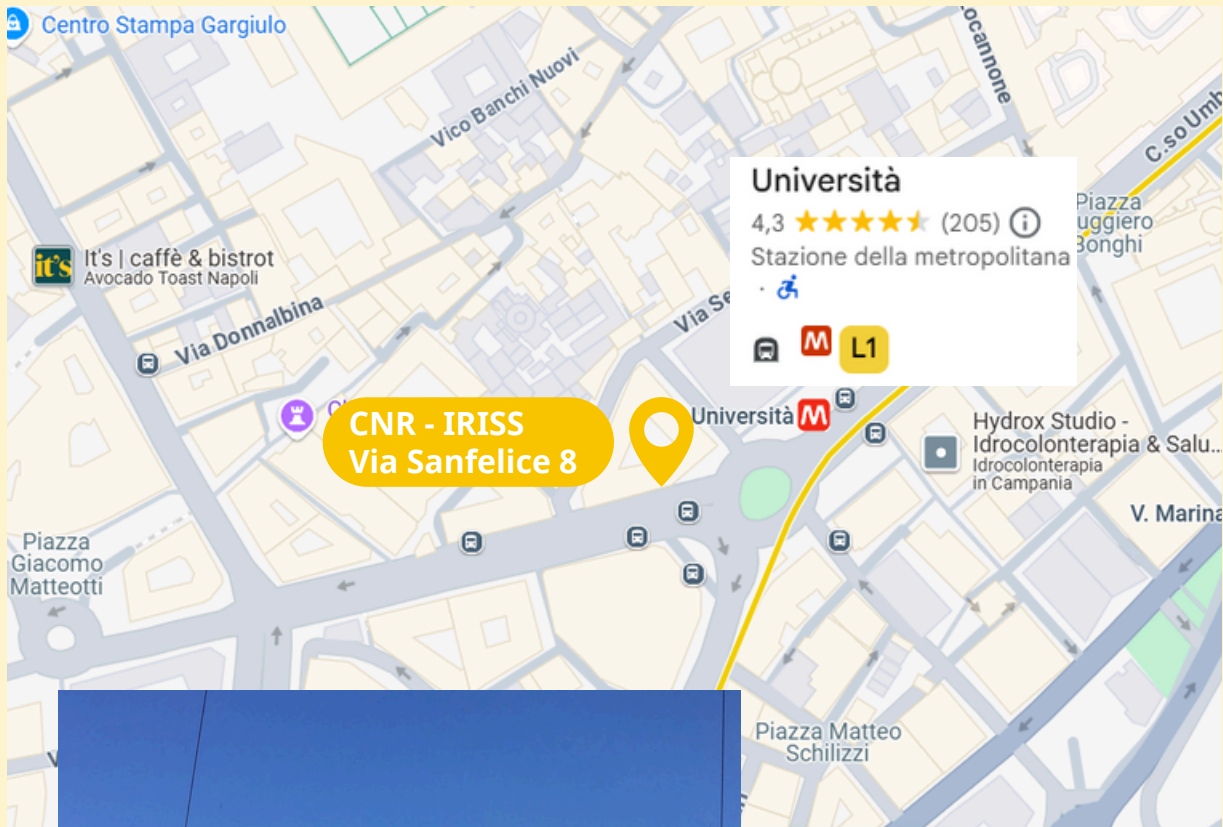 Centro Stampa Gargiulo
Vico Banchi Nuovi
C.so Umb
Università
4,3 (205)
Stazione della metropolitana
L1
Piazza
uggiero
Bonghi
it's
It's | caffè & bistrot
Avocado Toast Napoli
Via Donnalbina
Via Se
CNR - IRISS
Via Sanfelice 8
Università M
Hydrox Studio -
Idrocolonterapia & Salu...
Idrocolonterapia
in Campania
V. Marina
Piazza
Giacomo
Matteotti
Piazza Matteo
Schilizzi